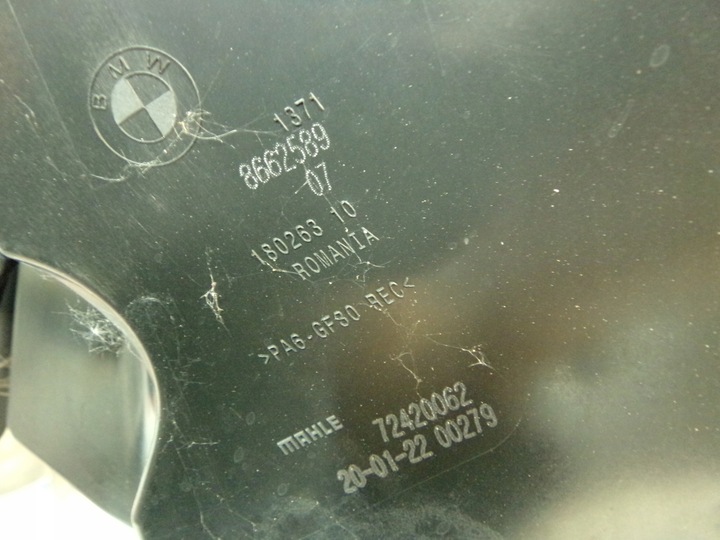 BMW
1371
8662589
07
180263 10
ROMANIA
>PA6-GF30 REC<
MAHLE 72420062
20-01-22 00279